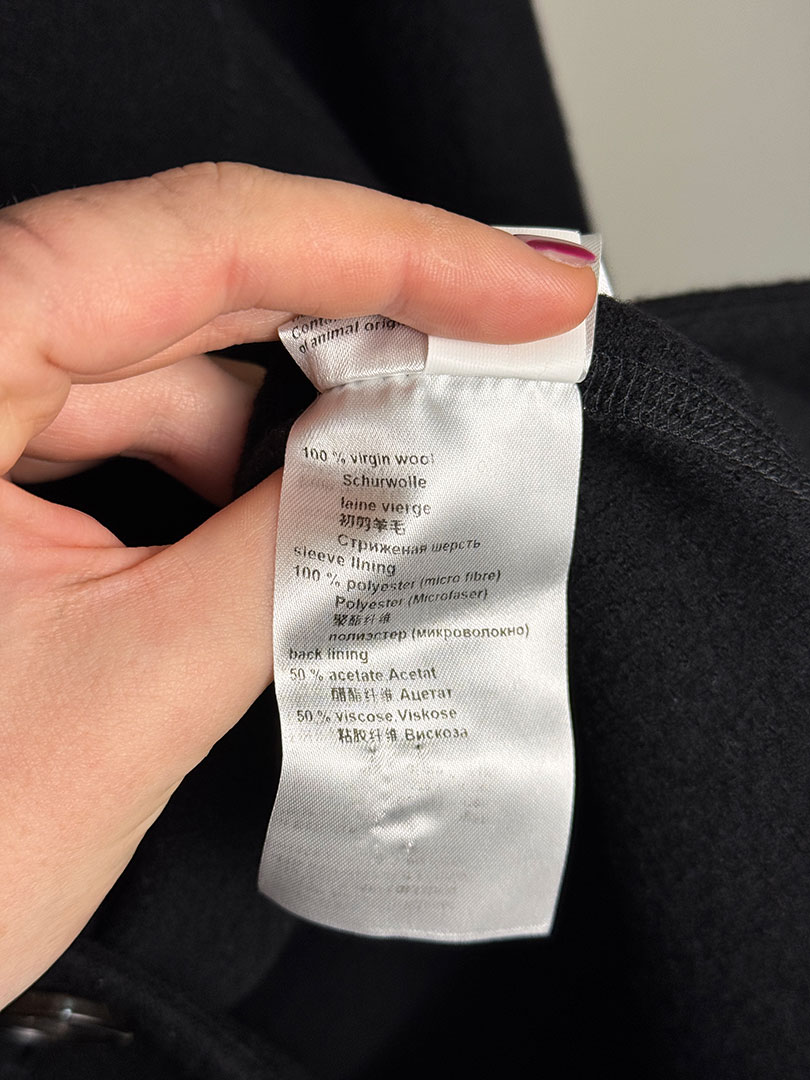 of animal orig
100 % virgin wool
Schurwolle
laine vierge
初剪羊毛
Стриженая шерсть
sleeve lining
100 % polyester (micro fibre)
Polyester (Microfaser)
聚酯纤维
полиэстер (микроволокно)
back lining
50 % acetate,Acetat
醋酯纤维,Ацетат
50 % viscose,Viskose
粘胶纤维,Вискоза